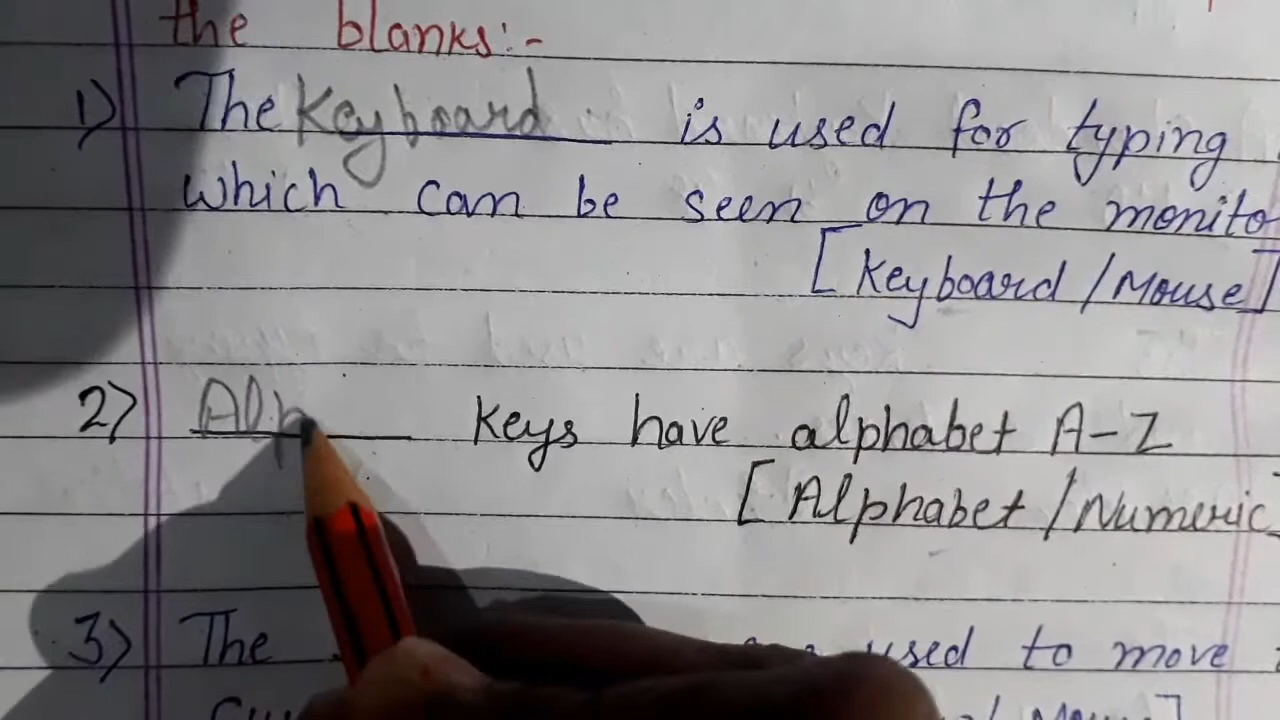 the blanks:-
1) The Keyboard is used for typing
which can be seen on the monito
[Keyboard/Mouse]
2) Alp Keys have alphabet A-Z
[Alphabet/Numeric
3) The used to move